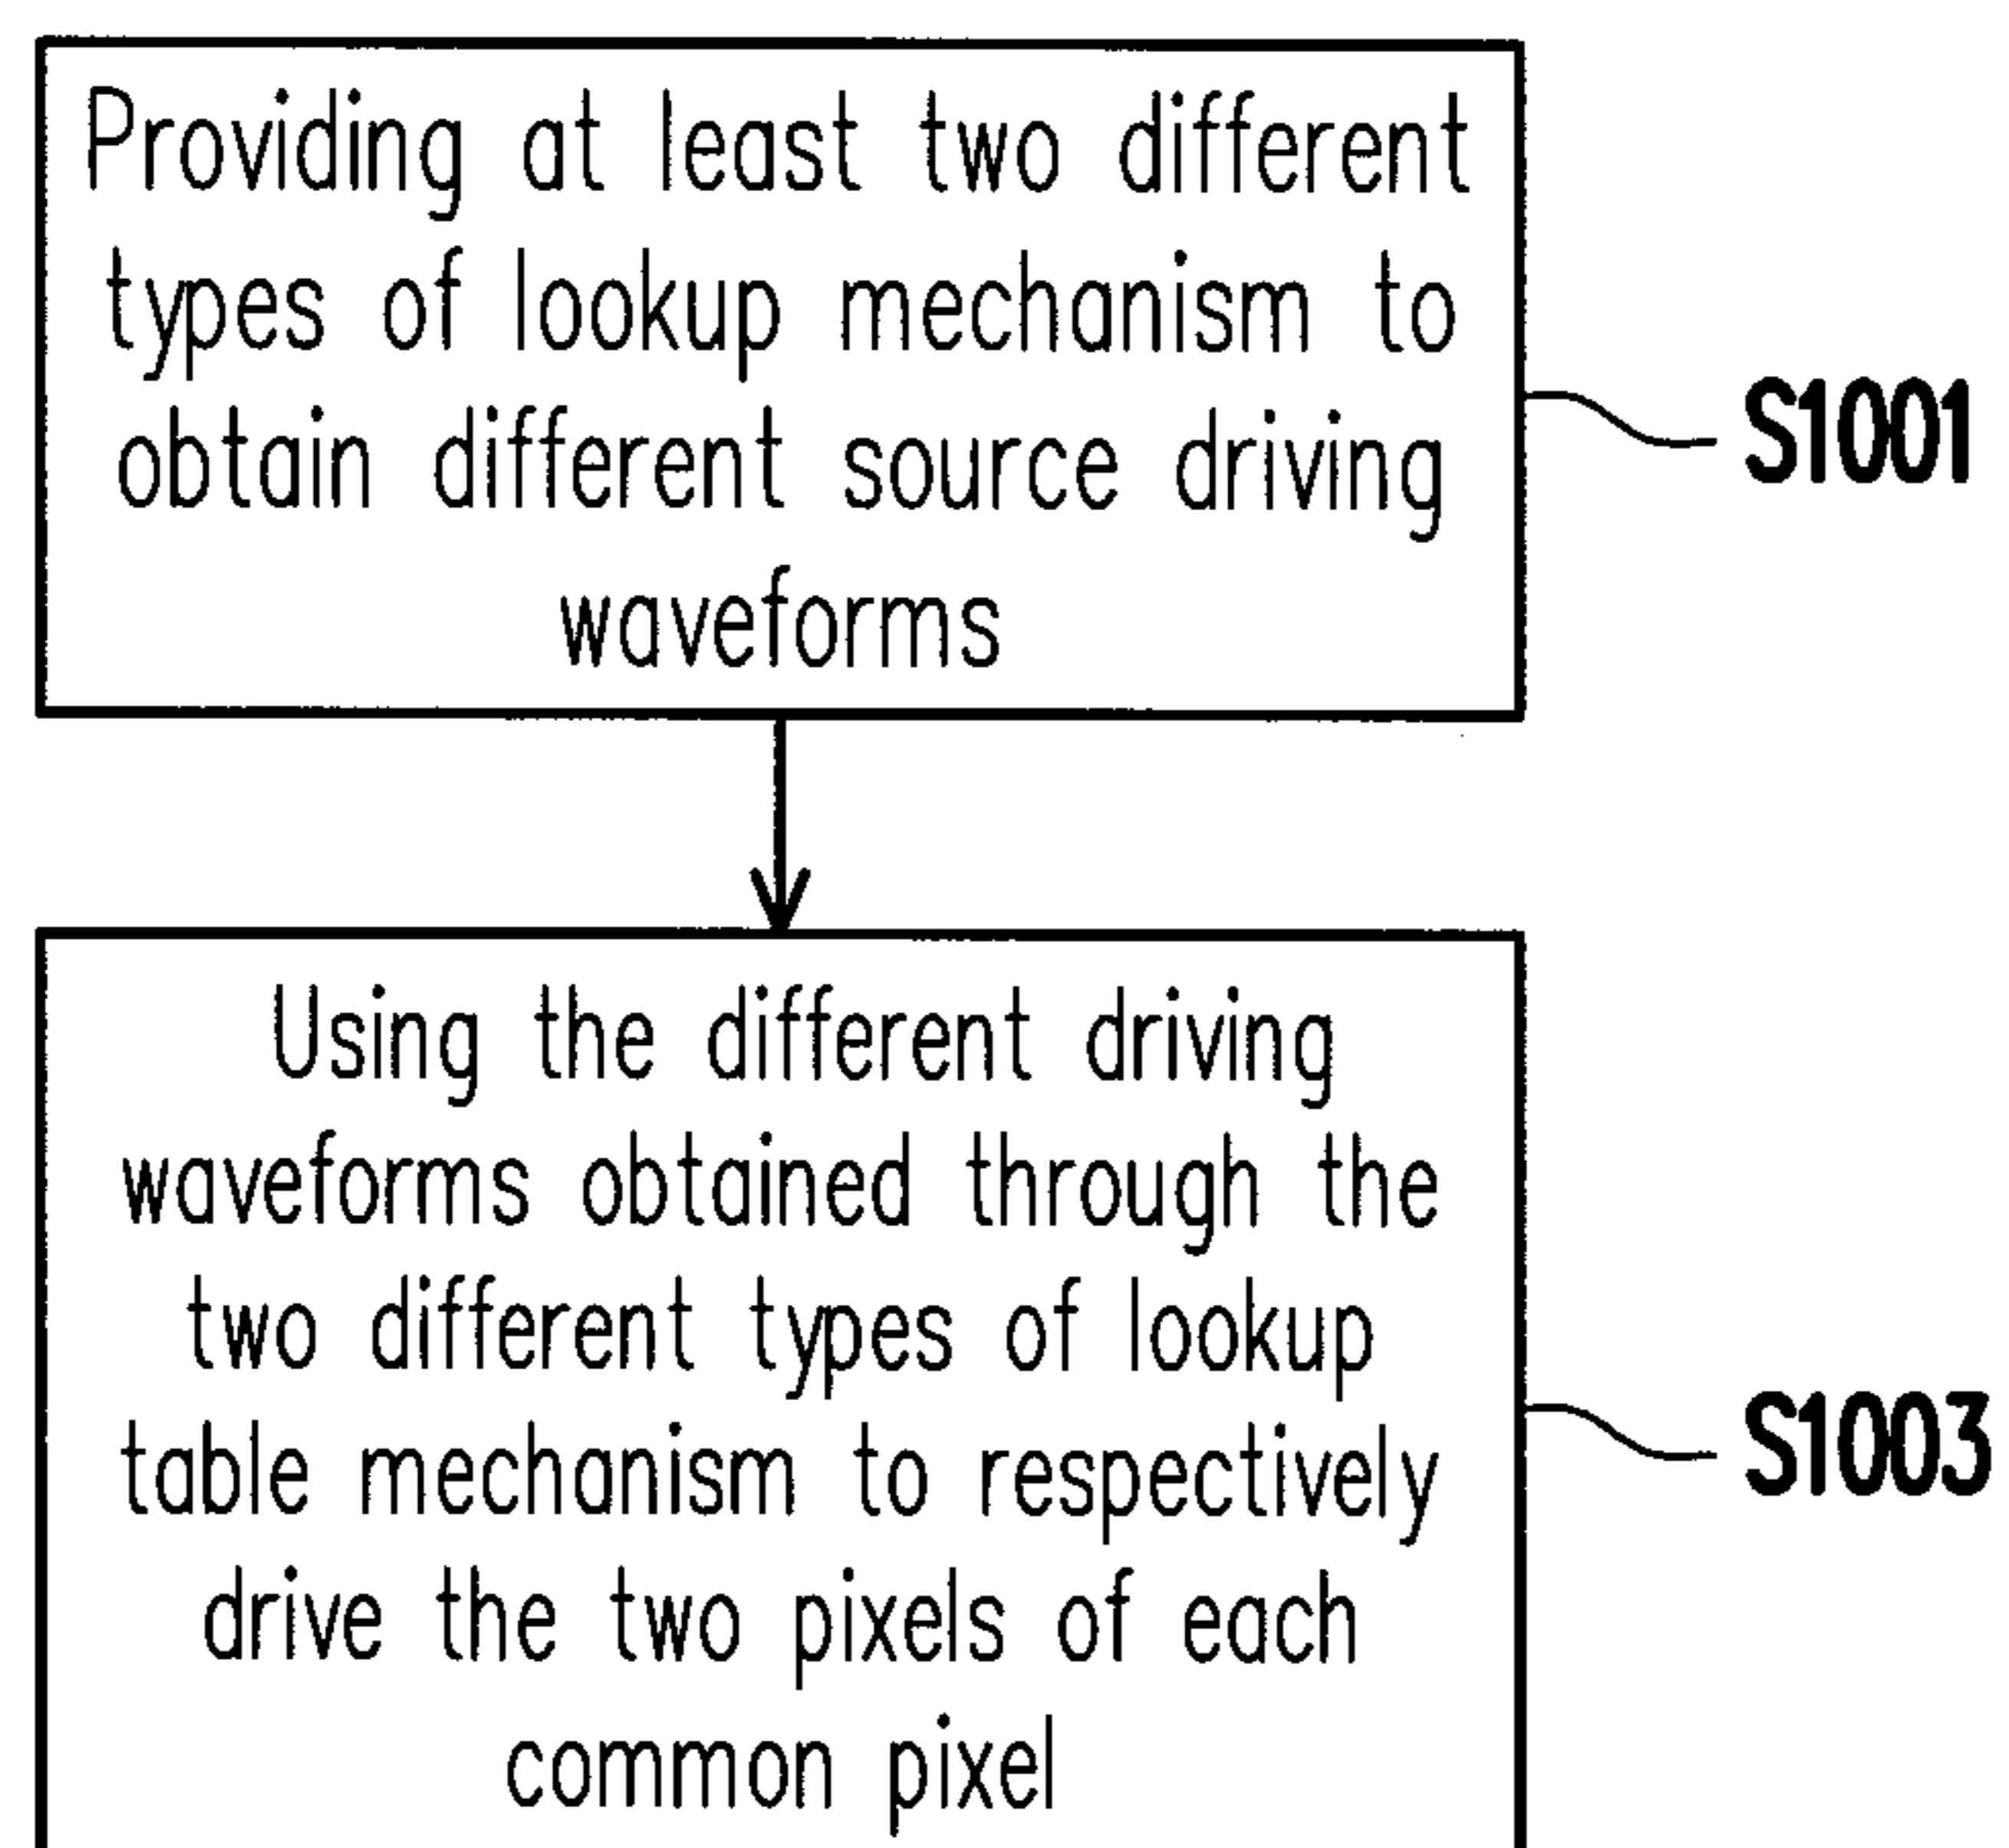 Providing at least two different
types of lookup mechanism to
obtain different source driving
waveforms
S1001
Using the different driving
waveforms obtained through the
two different types of lookup
table mechanism to respectively
drive the two pixels of each
common pixel
S1003